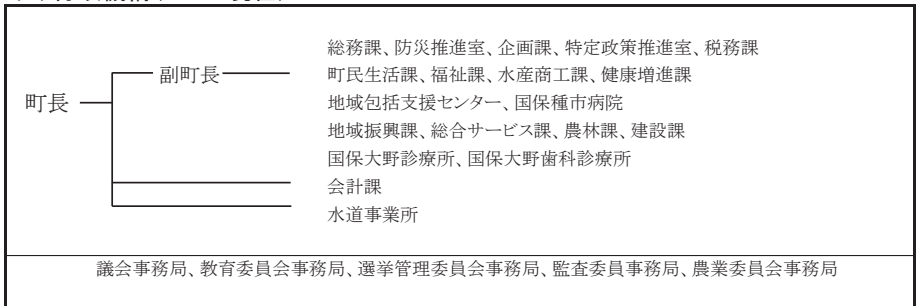 総務課、防災推進室、企画課、特定政策推進室、税務課
副町長
町民生活課、福祉課、水産商工課、健康増進課
町長
地域包括支援センター、国保種市病院
地域振興課、総合サービス課、農林課、建設課
国保大野診療所、国保大野歯科診療所
会計課
水道事業所
議会事務局、教育委員会事務局、選挙管理委員会事務局、監査委員事務局、農業委員会事務局